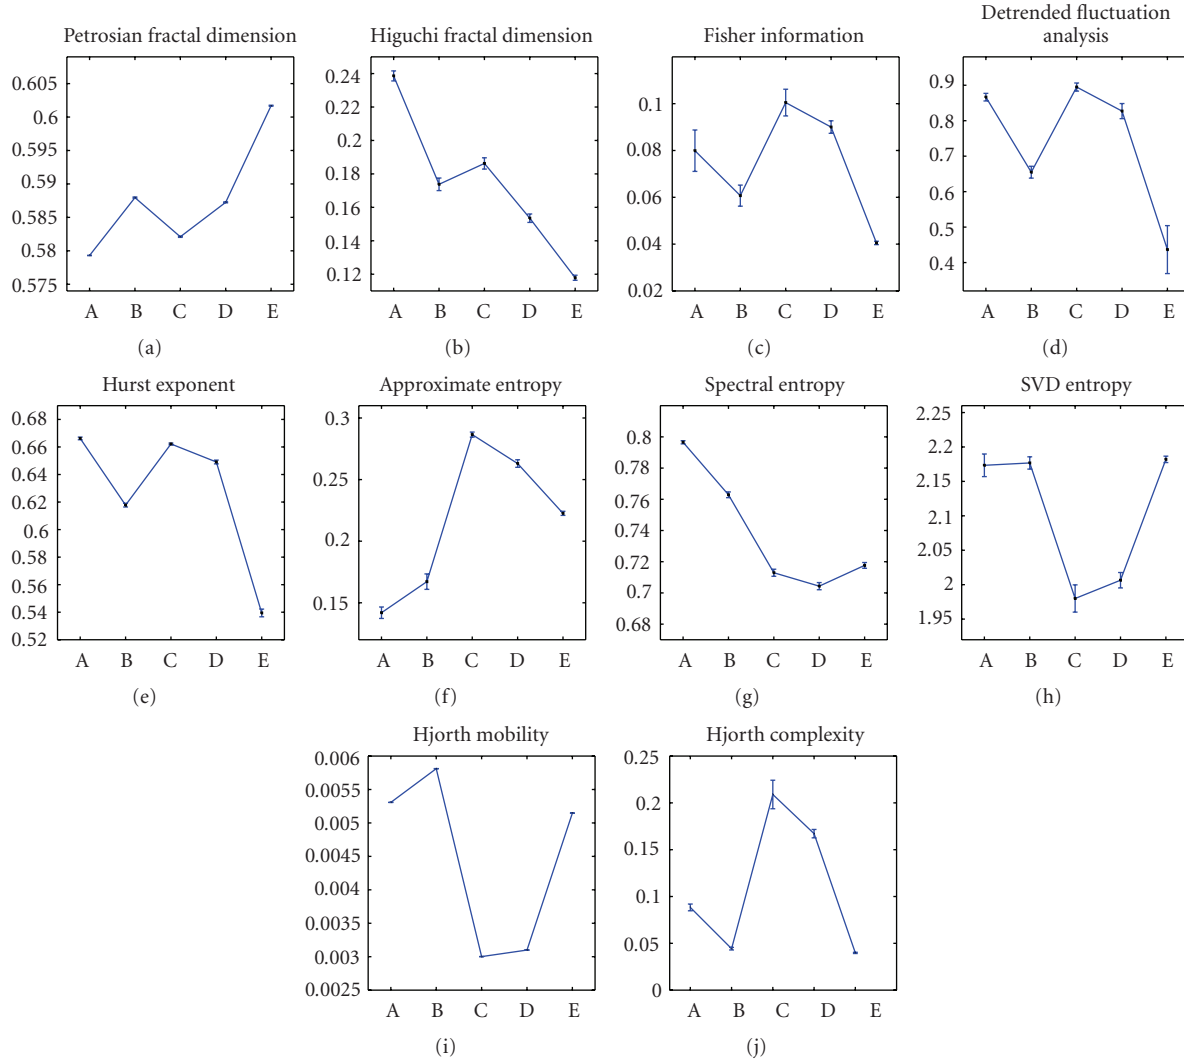 Petrosian fractal dimension
0.605
0.6
0.595
0.59
0.585
0.58
0.575
A B C D E
(a)
Higuchi fractal dimension
0.24
0.22
0.2
0.18
0.16
0.14
0.12
A B C D E
(b)
Fisher information
0.1
0.08
0.06
0.04
0.02
A B C D E
(c)
Detrended fluctuation
analysis
0.9
0.8
0.7
0.6
0.5
0.4
A B C D E
(d)
Hurst exponent
0.68
0.66
0.64
0.62
0.6
0.58
0.56
0.54
0.52
A B C D E
(e)
Approximate entropy
0.3
0.25
0.2
0.15
A B C D E
(f)
Spectral entropy
0.8
0.78
0.76
0.74
0.72
0.7
0.68
A B C D E
(g)
SVD entropy
2.25
2.2
2.15
2.1
2.05
2
1.95
A B C D E
(h)
Hjorth mobility
0.006
0.0055
0.005
0.0045
0.004
0.0035
0.003
0.0025
A B C D E
(i)
Hjorth complexity
0.25
0.2
0.15
0.1
0.05
0
A B C D E
(j)